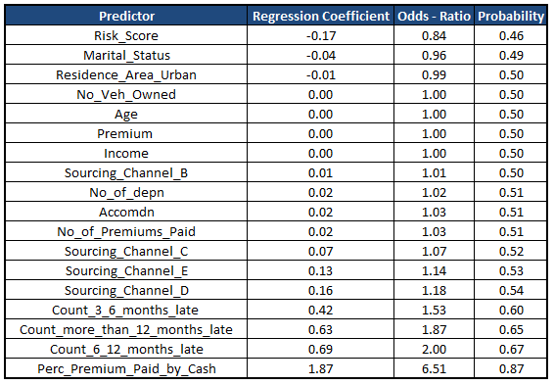 Predictor Regression Coefficient Odds - Ratio Probability
Risk_Score -0.17 0.84 0.46
Marital_Status -0.04 0.96 0.49
Residence_Area_Urban -0.01 0.99 0.50
No_Veh_Owned 0.00 1.00 0.50
Age 0.00 1.00 0.50
Premium 0.00 1.00 0.50
Income 0.00 1.00 0.50
Sourcing_Channel_B 0.01 1.01 0.50
No_of_depn 0.02 1.02 0.51
Accomdn 0.02 1.03 0.51
No_of_Premiums_Paid 0.02 1.03 0.51
Sourcing_Channel_C 0.07 1.07 0.52
Sourcing_Channel_E 0.13 1.14 0.53
Sourcing_Channel_D 0.16 1.18 0.54
Count_3_6_months_late 0.42 1.53 0.60
Count_more_than_12_months_late 0.63 1.87 0.65
Count_6_12_months_late 0.69 2.00 0.67
Perc_Premium_Paid_by_Cash 1.87 6.51 0.87